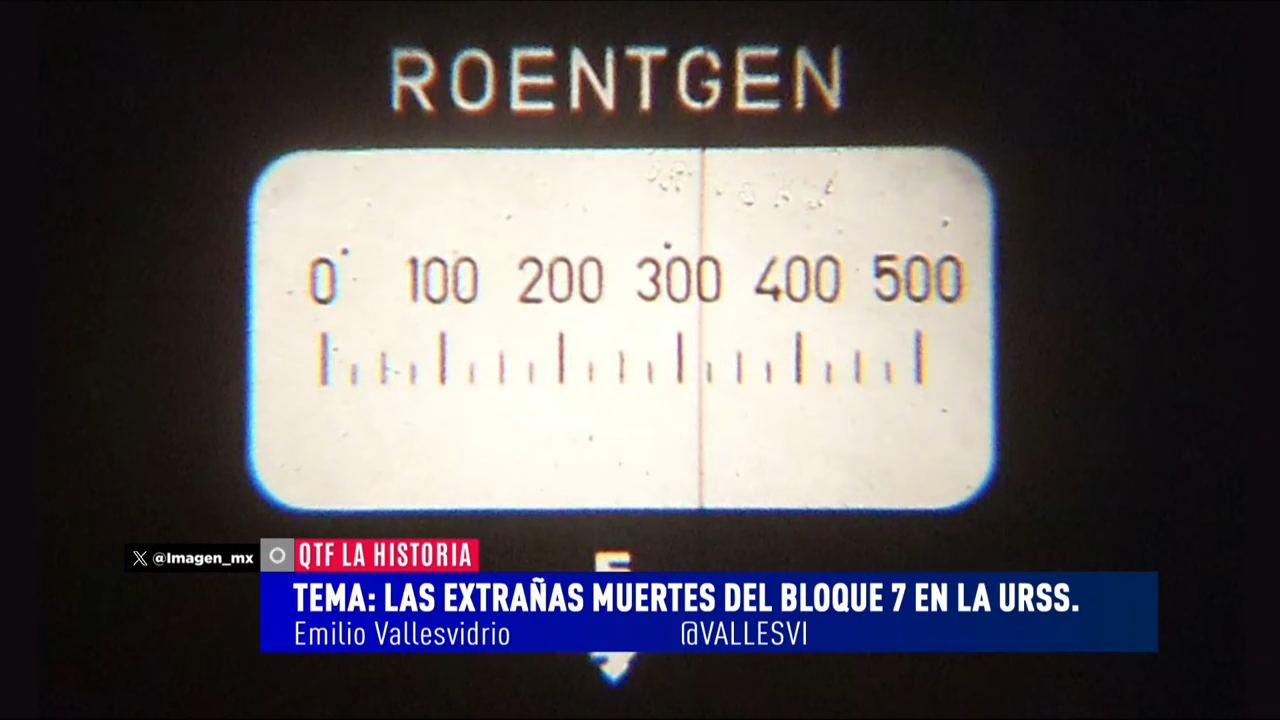 ROENTGEN
0 100 200 300 400 500
X @Imagen_mx
QTF LA HISTORIA
TEMA: LAS EXTRAÑAS MUERTES DEL BLOQUE 7 EN LA URSS.
Emilio Vallesvidrio @VALLESVI